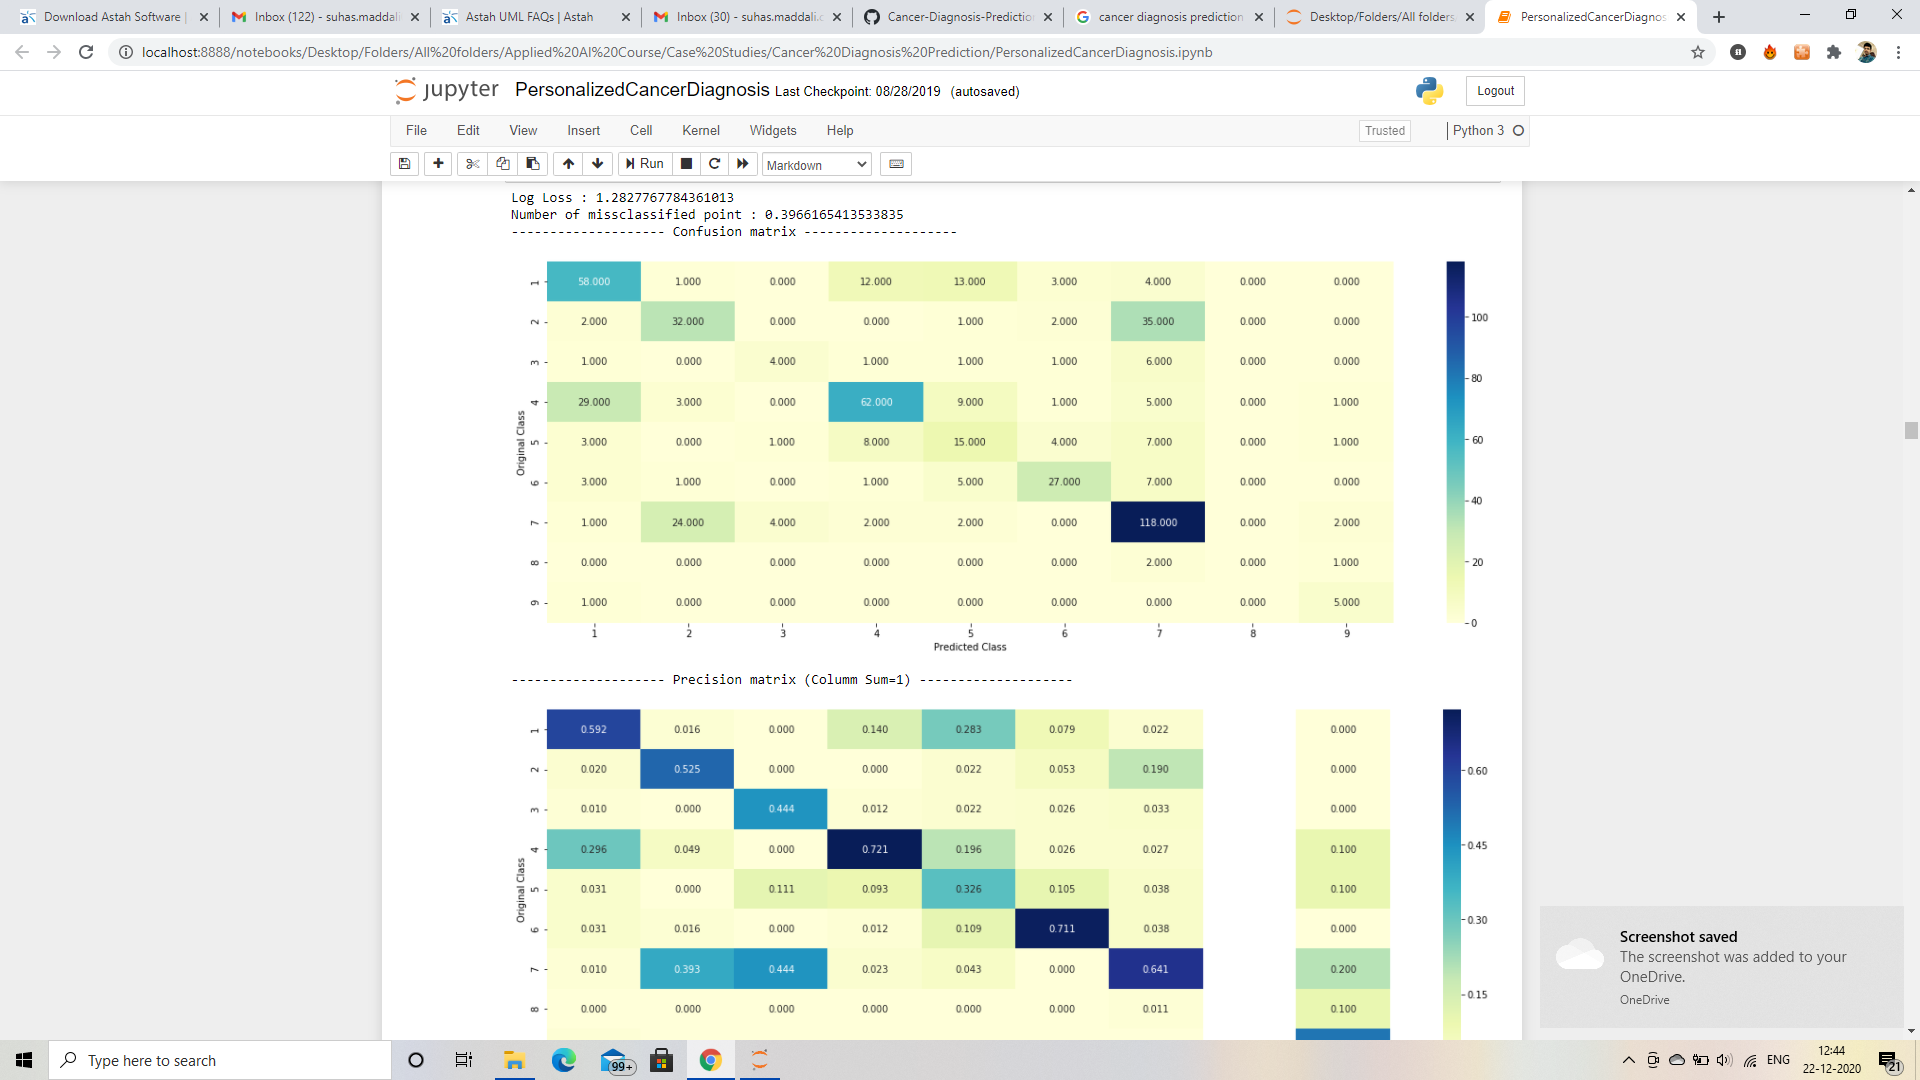 Download Astah Software
Inbox (122) - suhas.maddali
Astah UML FAQs | Astah
Inbox (30) - suhas.maddali.c
Cancer-Diagnosis-Predictio
cancer diagnosis prediction
Desktop/Folders/All folders
PersonalizedCancerDiagnos
localhost:8888/notebooks/Desktop/Folders/All%20folders/Applied%20AI%20Course/Case%20Studies/Cancer%20Diagnosis%20Prediction/PersonalizedCancerDiagnosis.ipynb
jupyter PersonalizedCancerDiagnosis Last Checkpoint: 08/28/2019 (autosaved) Logout
File Edit View Insert Cell Kernel Widgets Help Trusted Python 3
Run Markdown
Log Loss : 1.2827767784361013
Number of missclassified point : 0.3966165413533835
-------------------- Confusion matrix --------------------
1 58.000 1.000 0.000 12.000 13.000 3.000 4.000 0.000 0.000
2 2.000 32.000 0.000 0.000 1.000 2.000 35.000 0.000 0.000
3 1.000 0.000 4.000 1.000 1.000 1.000 6.000 0.000 0.000
4 29.000 3.000 0.000 62.000 9.000 1.000 5.000 0.000 1.000
5 3.000 0.000 1.000 8.000 15.000 4.000 7.000 0.000 1.000
6 3.000 1.000 0.000 1.000 5.000 27.000 7.000 0.000 0.000
7 1.000 24.000 4.000 2.000 2.000 0.000 118.000 0.000 2.000
8 0.000 0.000 0.000 0.000 0.000 0.000 2.000 0.000 1.000
9 1.000 0.000 0.000 0.000 0.000 0.000 0.000 0.000 5.000
1 2 3 4 5 6 7 8 9
Predicted Class
Original Class
100
80
60
40
20
0
-------------------- Precision matrix (Columm Sum=1) --------------------
1 0.592 0.016 0.000 0.140 0.283 0.079 0.022 0.000
2 0.020 0.525 0.000 0.000 0.022 0.053 0.190 0.000
3 0.010 0.000 0.444 0.012 0.022 0.026 0.033 0.000
4 0.296 0.049 0.000 0.721 0.196 0.026 0.027 0.100
5 0.031 0.000 0.111 0.093 0.326 0.105 0.038 0.100
6 0.031 0.016 0.000 0.012 0.109 0.711 0.038 0.000
7 0.010 0.393 0.444 0.023 0.043 0.000 0.641 0.200
8 0.000 0.000 0.000 0.000 0.000 0.000 0.011 0.100
Original Class
0.60
0.45
0.30
0.15
Screenshot saved
The screenshot was added to your
OneDrive.
OneDrive
Type here to search
99+
ENG
12:44
22-12-2020
21